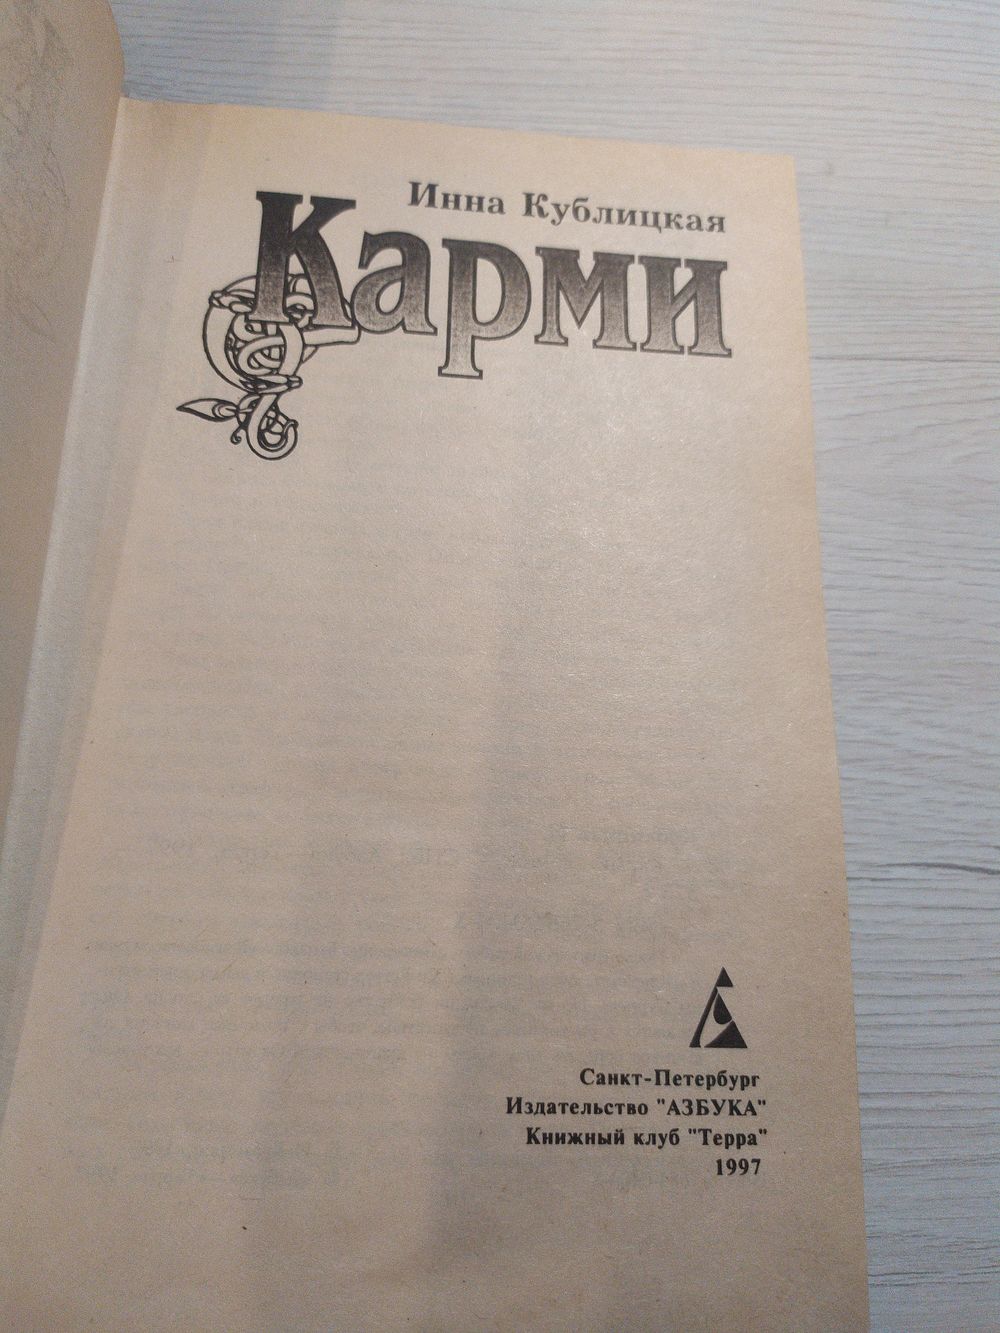 Инна Кублицкая
Карми
Санкт-Петербург
Издательство "АЗБУКА"
Книжный клуб "Терра"
1997